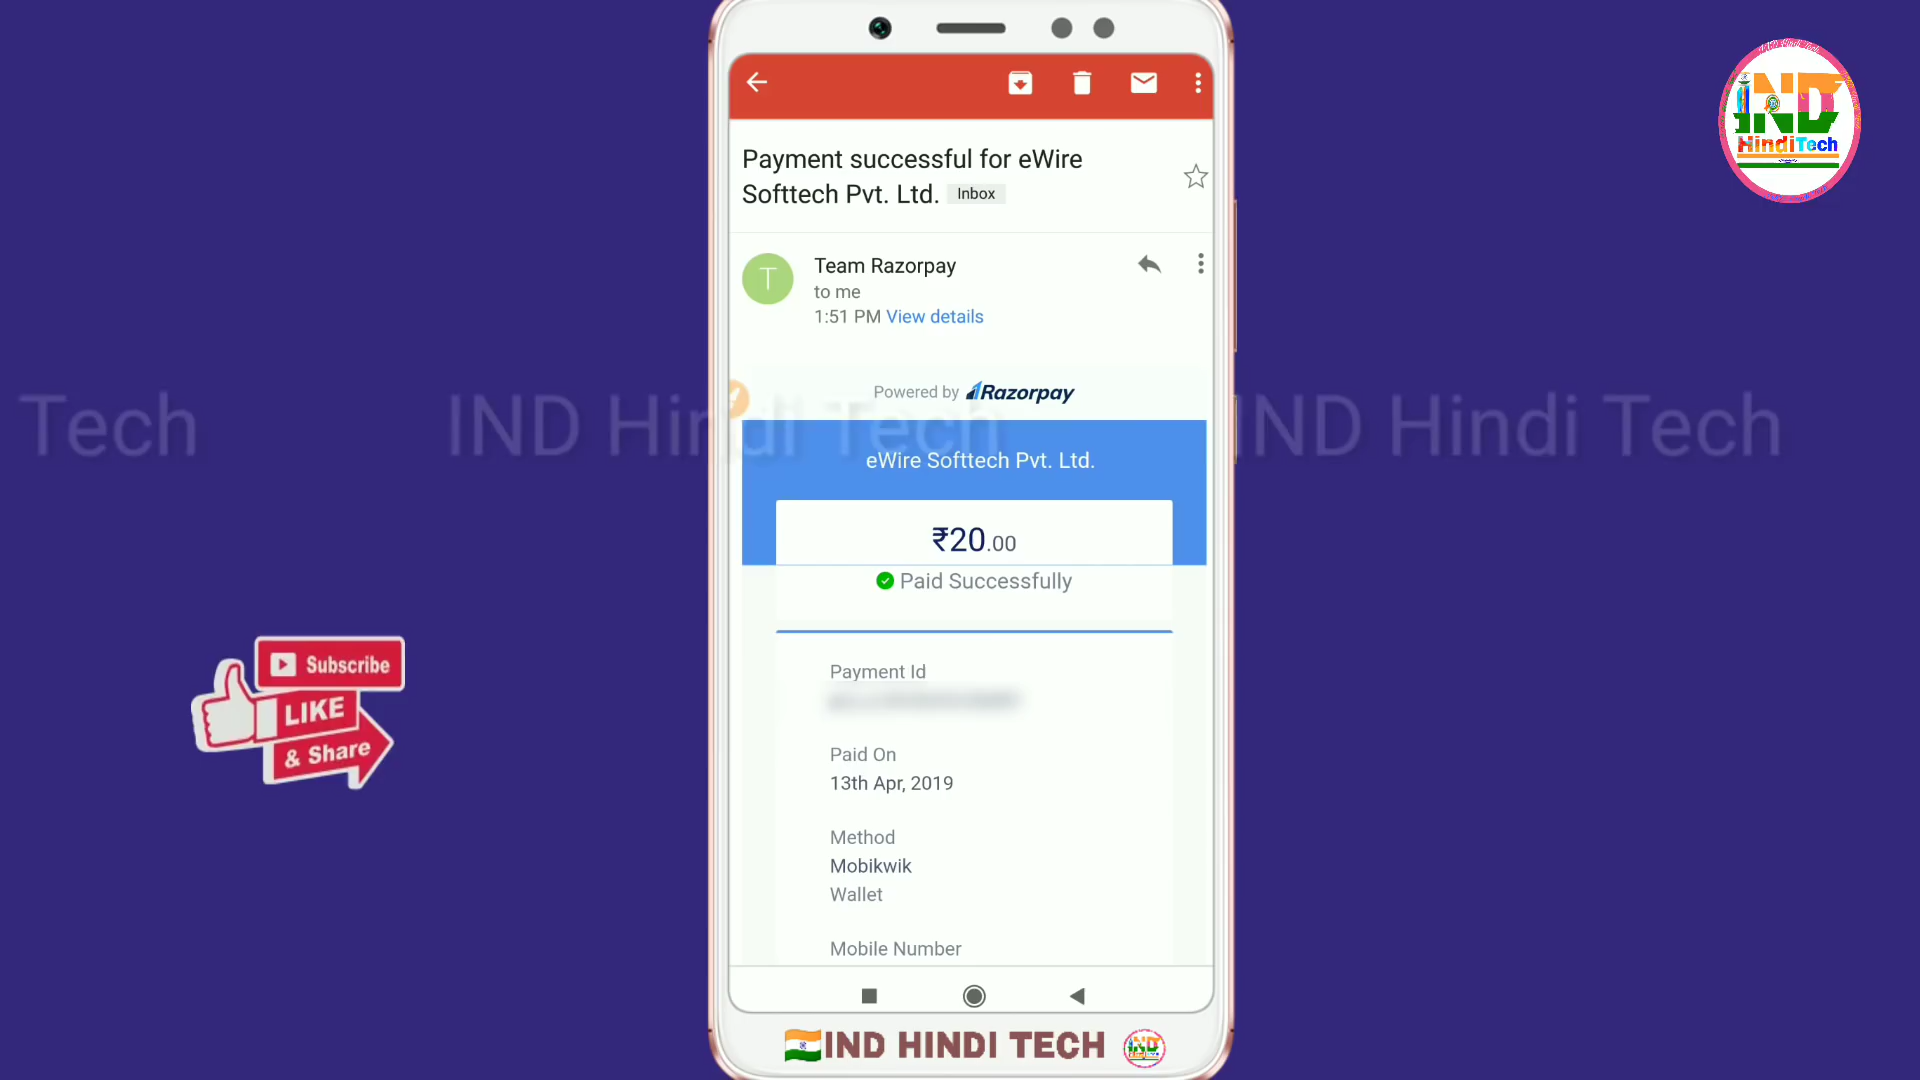 IND
HindiTech
Payment successful for eWire
Softtech Pvt. Ltd. Inbox
T
Team Razorpay
to me
1:51 PM View details
Powered by Razorpay
Tech IND Hindi Tech IND Hindi Tech
eWire Softtech Pvt. Ltd.
₹20.00
Paid Successfully
Subscribe
LIKE
& Share
Payment Id
Paid On
13th Apr, 2019
Method
Mobikwik
Wallet
Mobile Number
IND HINDI TECH IND